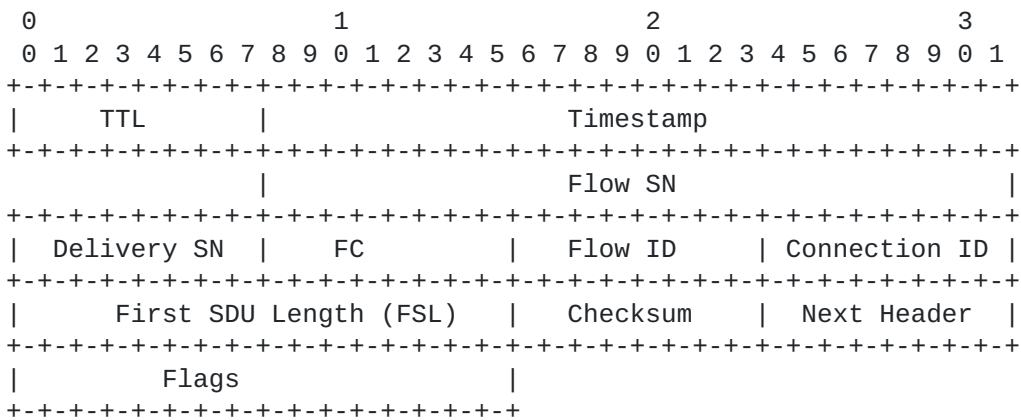 0                   1                   2                   3
 0 1 2 3 4 5 6 7 8 9 0 1 2 3 4 5 6 7 8 9 0 1 2 3 4 5 6 7 8 9 0 1
+-+-+-+-+-+-+-+-+-+-+-+-+-+-+-+-+-+-+-+-+-+-+-+-+-+-+-+-+-+-+-+-+
|     TTL       |                   Timestamp
+-+-+-+-+-+-+-+-+-+-+-+-+-+-+-+-+-+-+-+-+-+-+-+-+-+-+-+-+-+-+-+-+
                |                   Flow SN                     |
+-+-+-+-+-+-+-+-+-+-+-+-+-+-+-+-+-+-+-+-+-+-+-+-+-+-+-+-+-+-+-+-+
|  Delivery SN  |    FC         |   Flow ID     | Connection ID |
+-+-+-+-+-+-+-+-+-+-+-+-+-+-+-+-+-+-+-+-+-+-+-+-+-+-+-+-+-+-+-+-+
|      First SDU Length (FSL)   |   Checksum    |  Next Header  |
+-+-+-+-+-+-+-+-+-+-+-+-+-+-+-+-+-+-+-+-+-+-+-+-+-+-+-+-+-+-+-+-+
|         Flags                 |
+-+-+-+-+-+-+-+-+-+-+-+-+-+-+-+-+